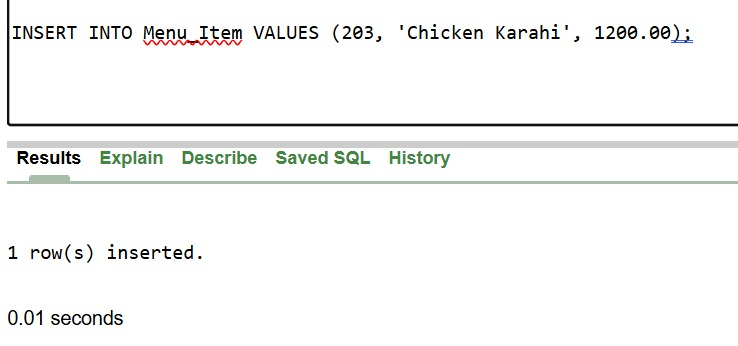 INSERT INTO Menu_Item VALUES (203, 'Chicken Karahi', 1200.00);
Results Explain Describe Saved SQL History
1 row(s) inserted.
0.01 seconds